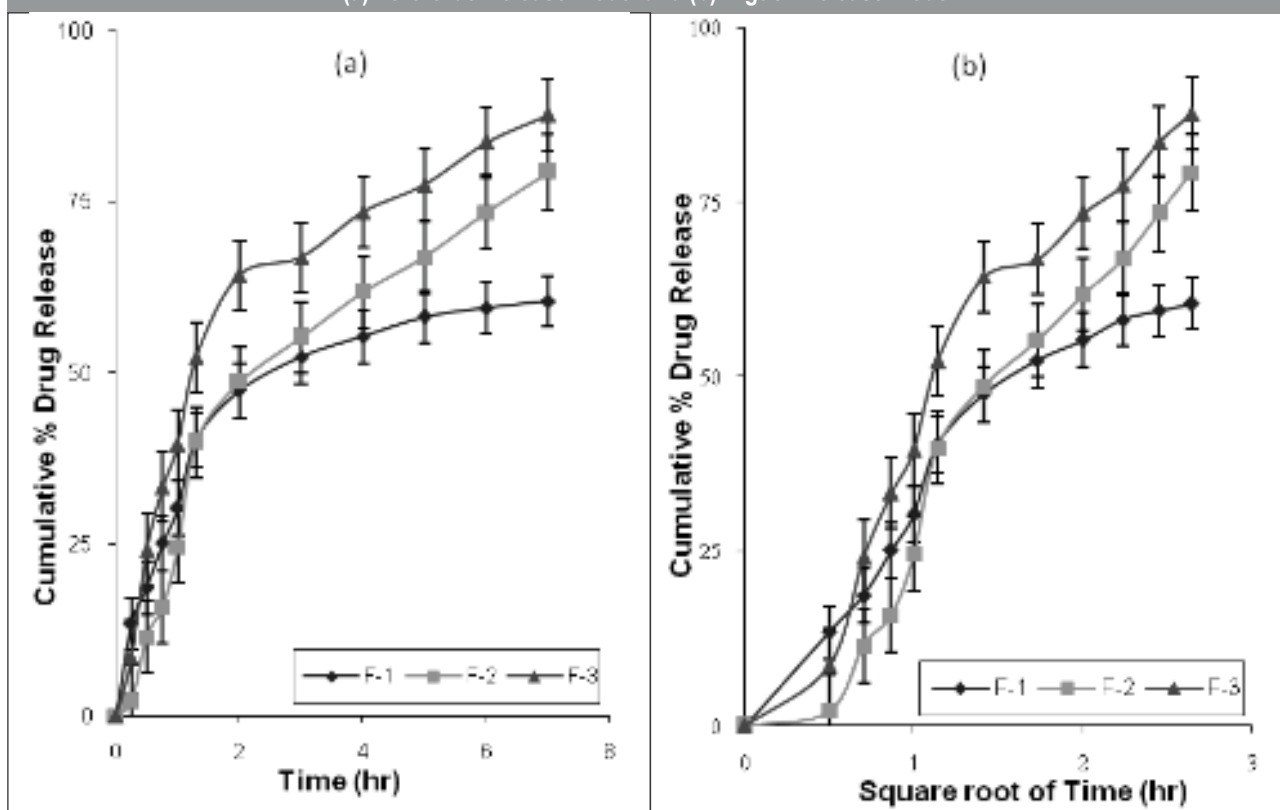 (a)
100
75
50
25
0
Cumulative % Drug Release
F-1 F-2 F-3
0 2 4 6 8
Time (hr)
(b)
100
75
50
25
0
Cumulative % Drug Release
F-1 F-2 F-3
0 1 2 3
Square root of Time (hr)